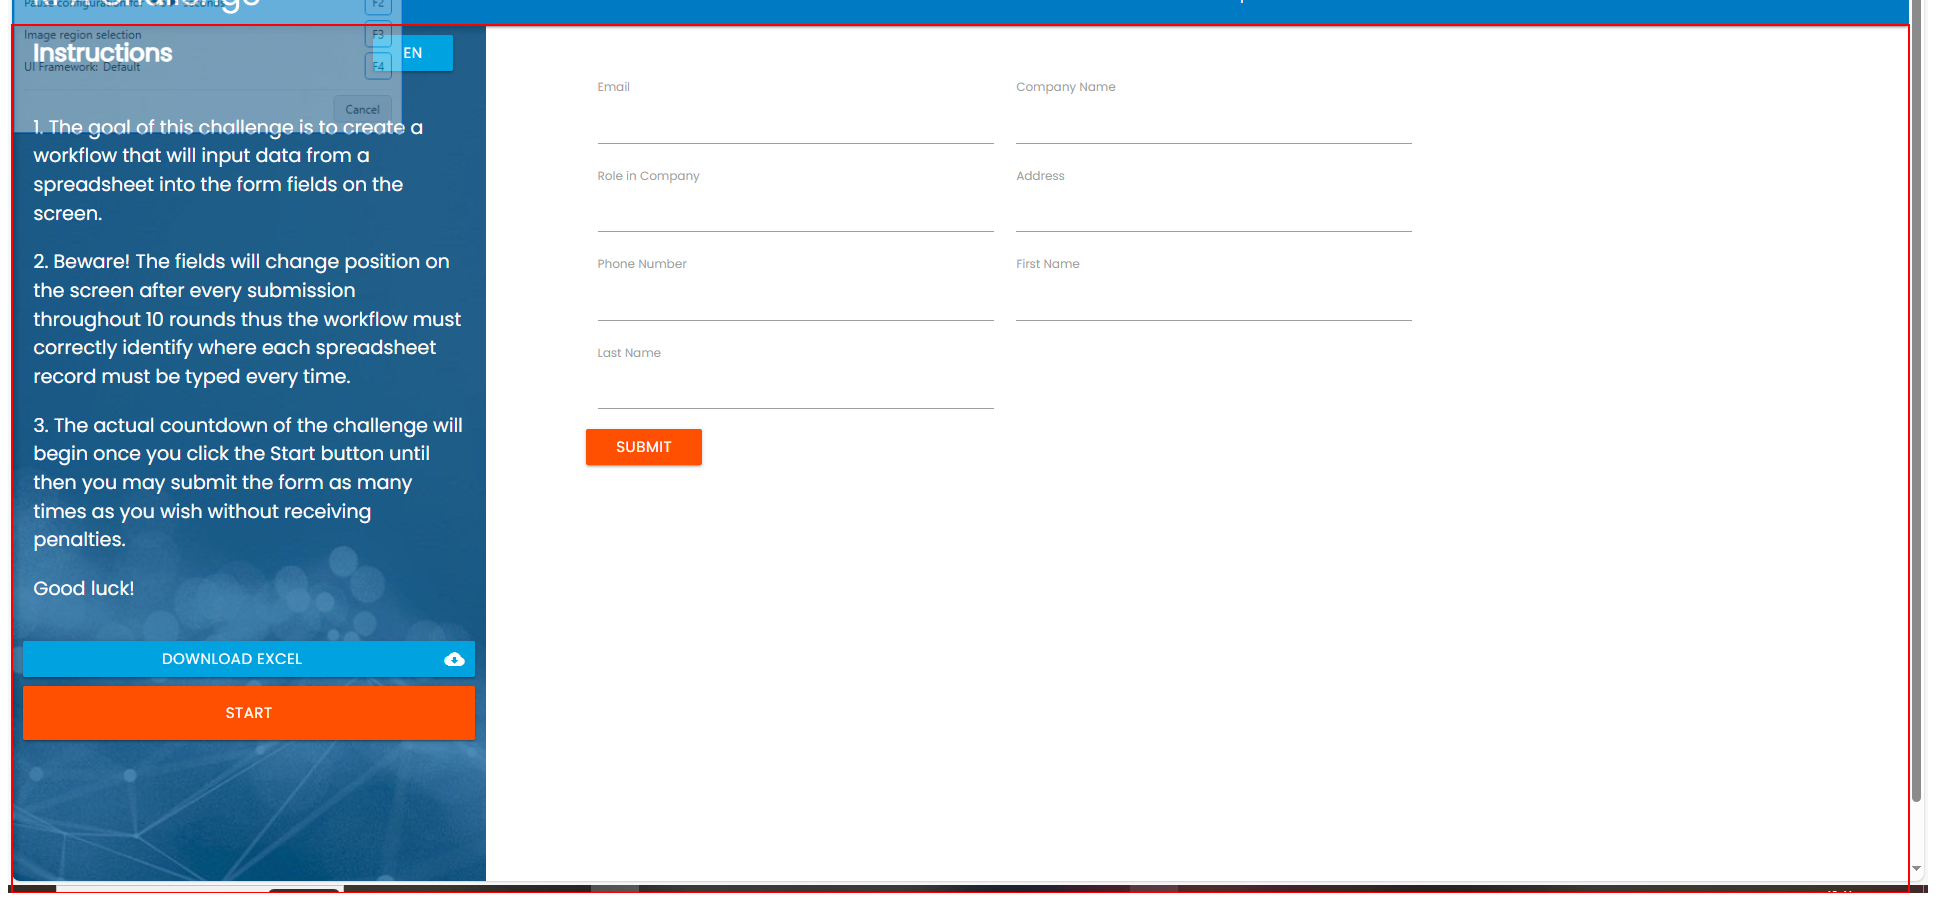 Pause configuration for seconds F2
Image region selection F3
Instructions
EN
UI Framework: Default F4
Cancel
1. The goal of this challenge is to create a
workflow that will input data from a
spreadsheet into the form fields on the
screen.
2. Beware! The fields will change position on
the screen after every submission
throughout 10 rounds thus the workflow must
correctly identify where each spreadsheet
record must be typed every time.
3. The actual countdown of the challenge will
begin once you click the Start button until
then you may submit the form as many
times as you wish without receiving
penalties.
Good luck!
DOWNLOAD EXCEL
START
Email
Company Name
Role in Company
Address
Phone Number
First Name
Last Name
SUBMIT